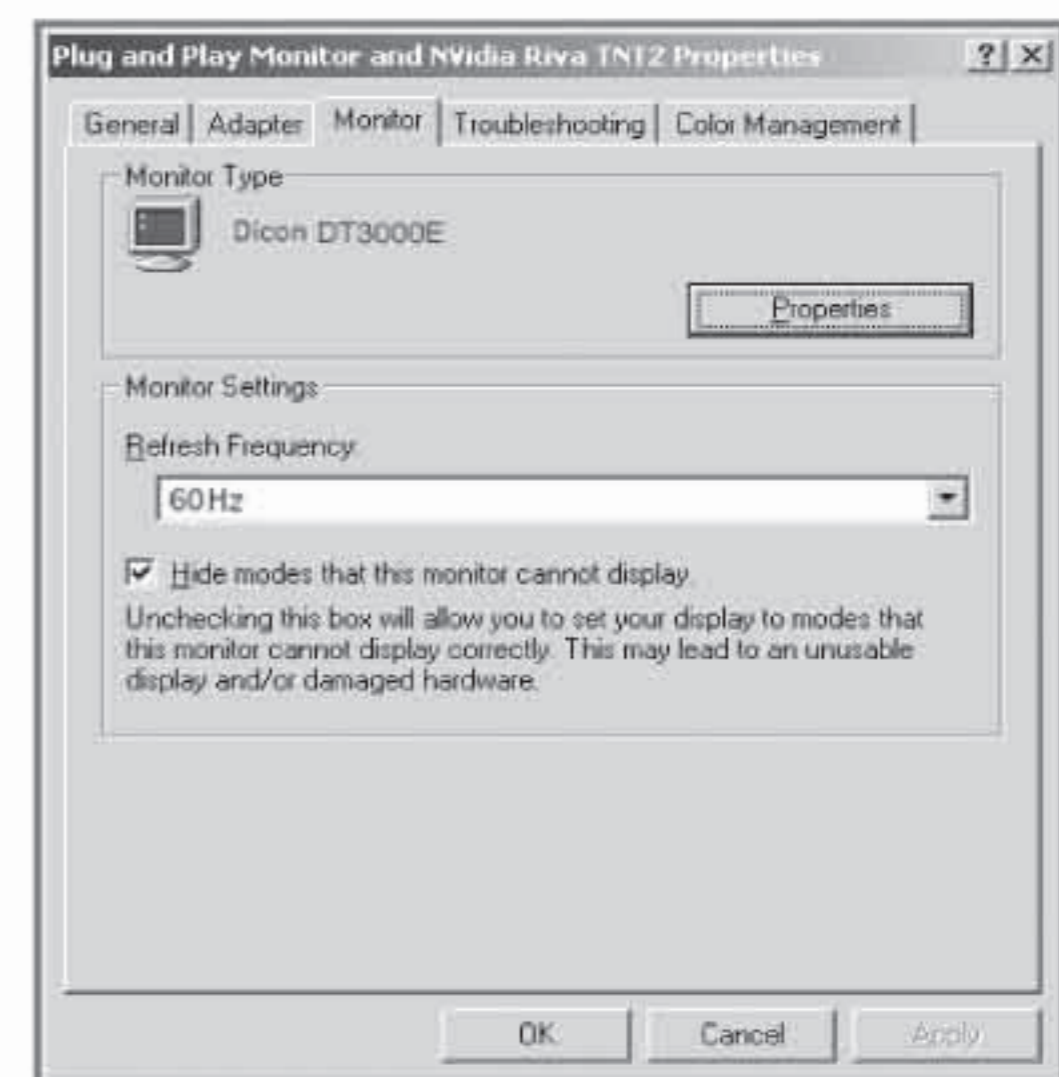 Plug and Play Monitor and NVidia Riva TNT2 Properties
General Adapter Monitor Troubleshooting Color Management
Monitor Type
Dicon DT3000E
Properties
Monitor Settings
Refresh Frequency:
60Hz
Hide modes that this monitor cannot display.
Unchecking this box will allow you to set your display to modes that
this monitor cannot display correctly. This may lead to an unusable
display and/or damaged hardware.
OK Cancel Apply